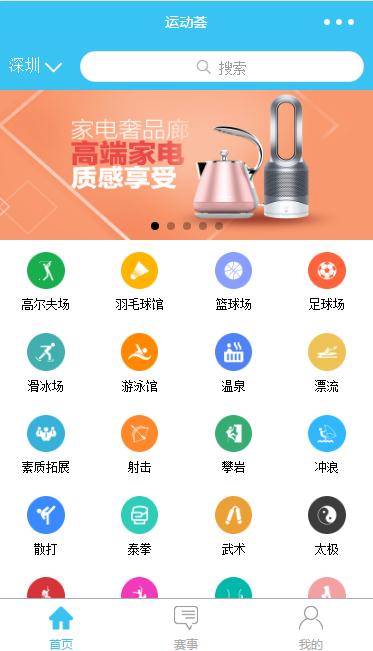 运动荟
深圳
搜索
家电奢品廊
高端家电
质感享受
高尔夫场 羽毛球馆 篮球场 足球场
滑冰场 游泳馆 温泉 漂流
素质拓展 射击 攀岩 冲浪
散打 泰拳 武术 太极
首页 赛事 我的